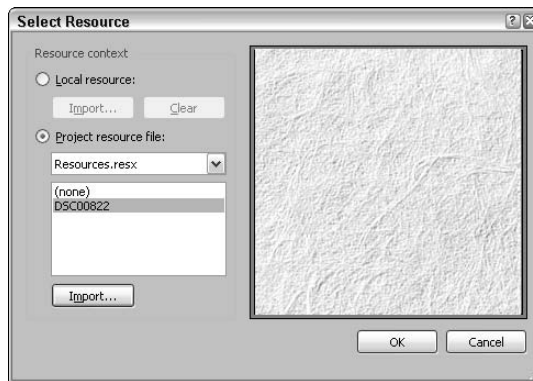 Select Resource
Resource context
Local resource:
Import... Clear
Project resource file:
Resources.resx
(none)
DSC00822
Import...
OK Cancel